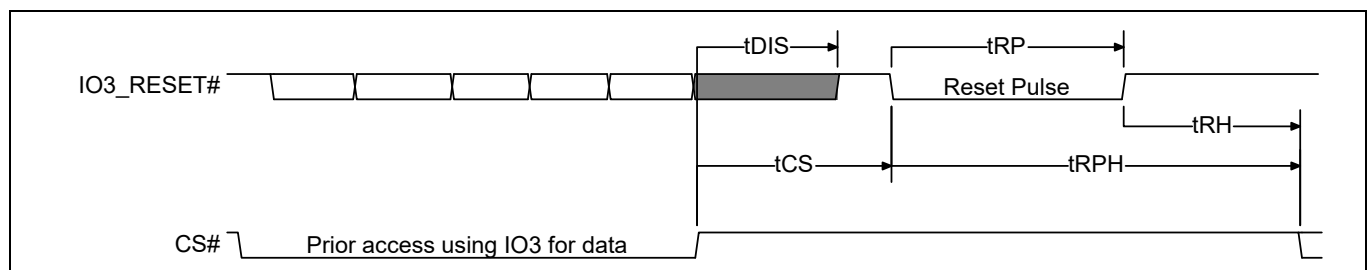 tDIS
tRP
IO3_RESET#
Reset Pulse
tRH
tCS
tRPH
CS#
Prior access using IO3 for data